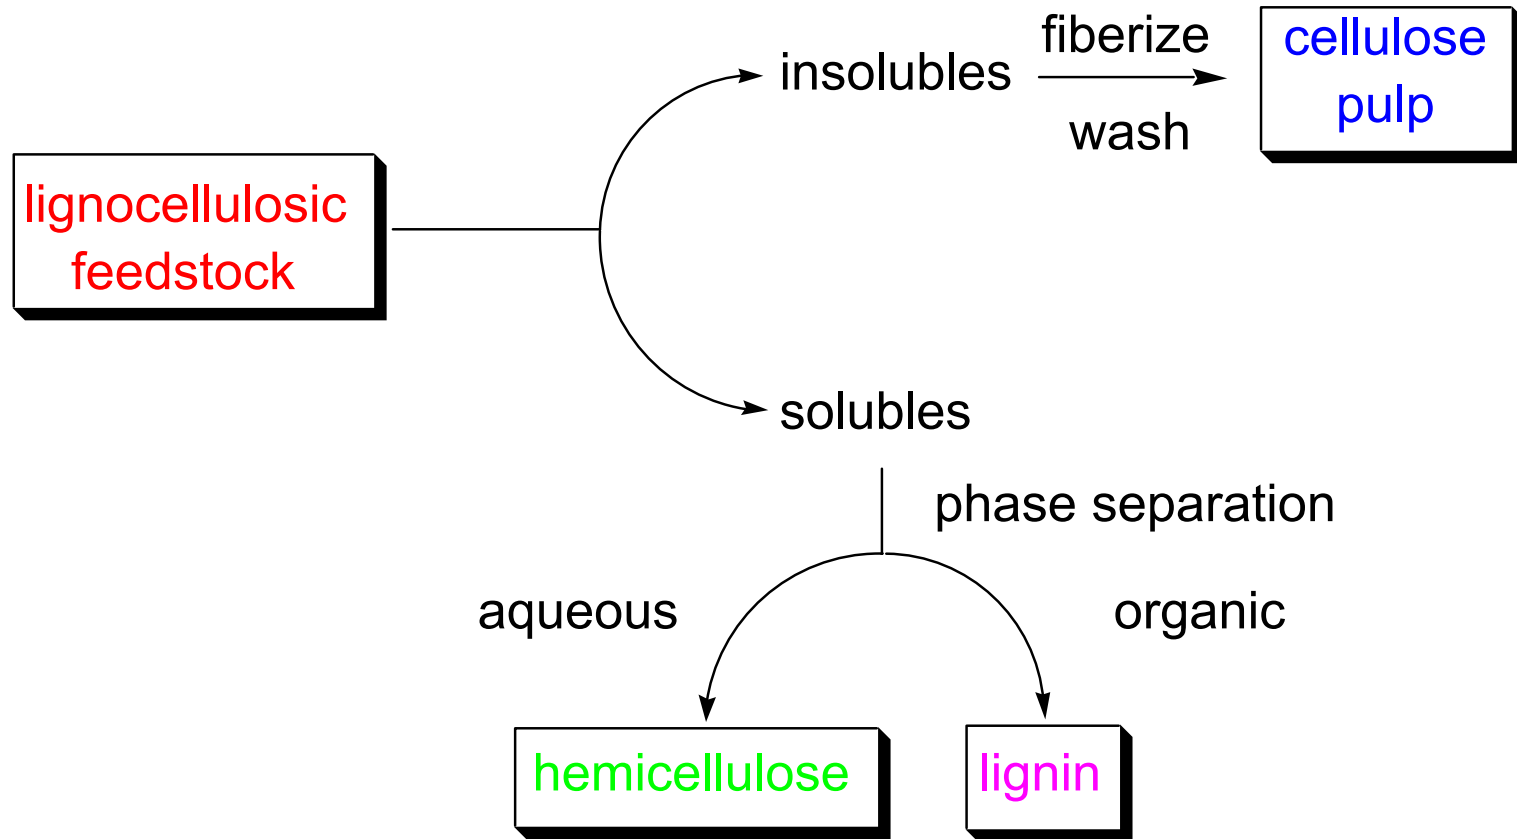 fiberize
insolubles
wash
cellulose
pulp
lignocellulosic
feedstock
solubles
phase separation
aqueous
organic
hemicellulose
lignin